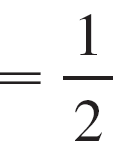 = 1/2